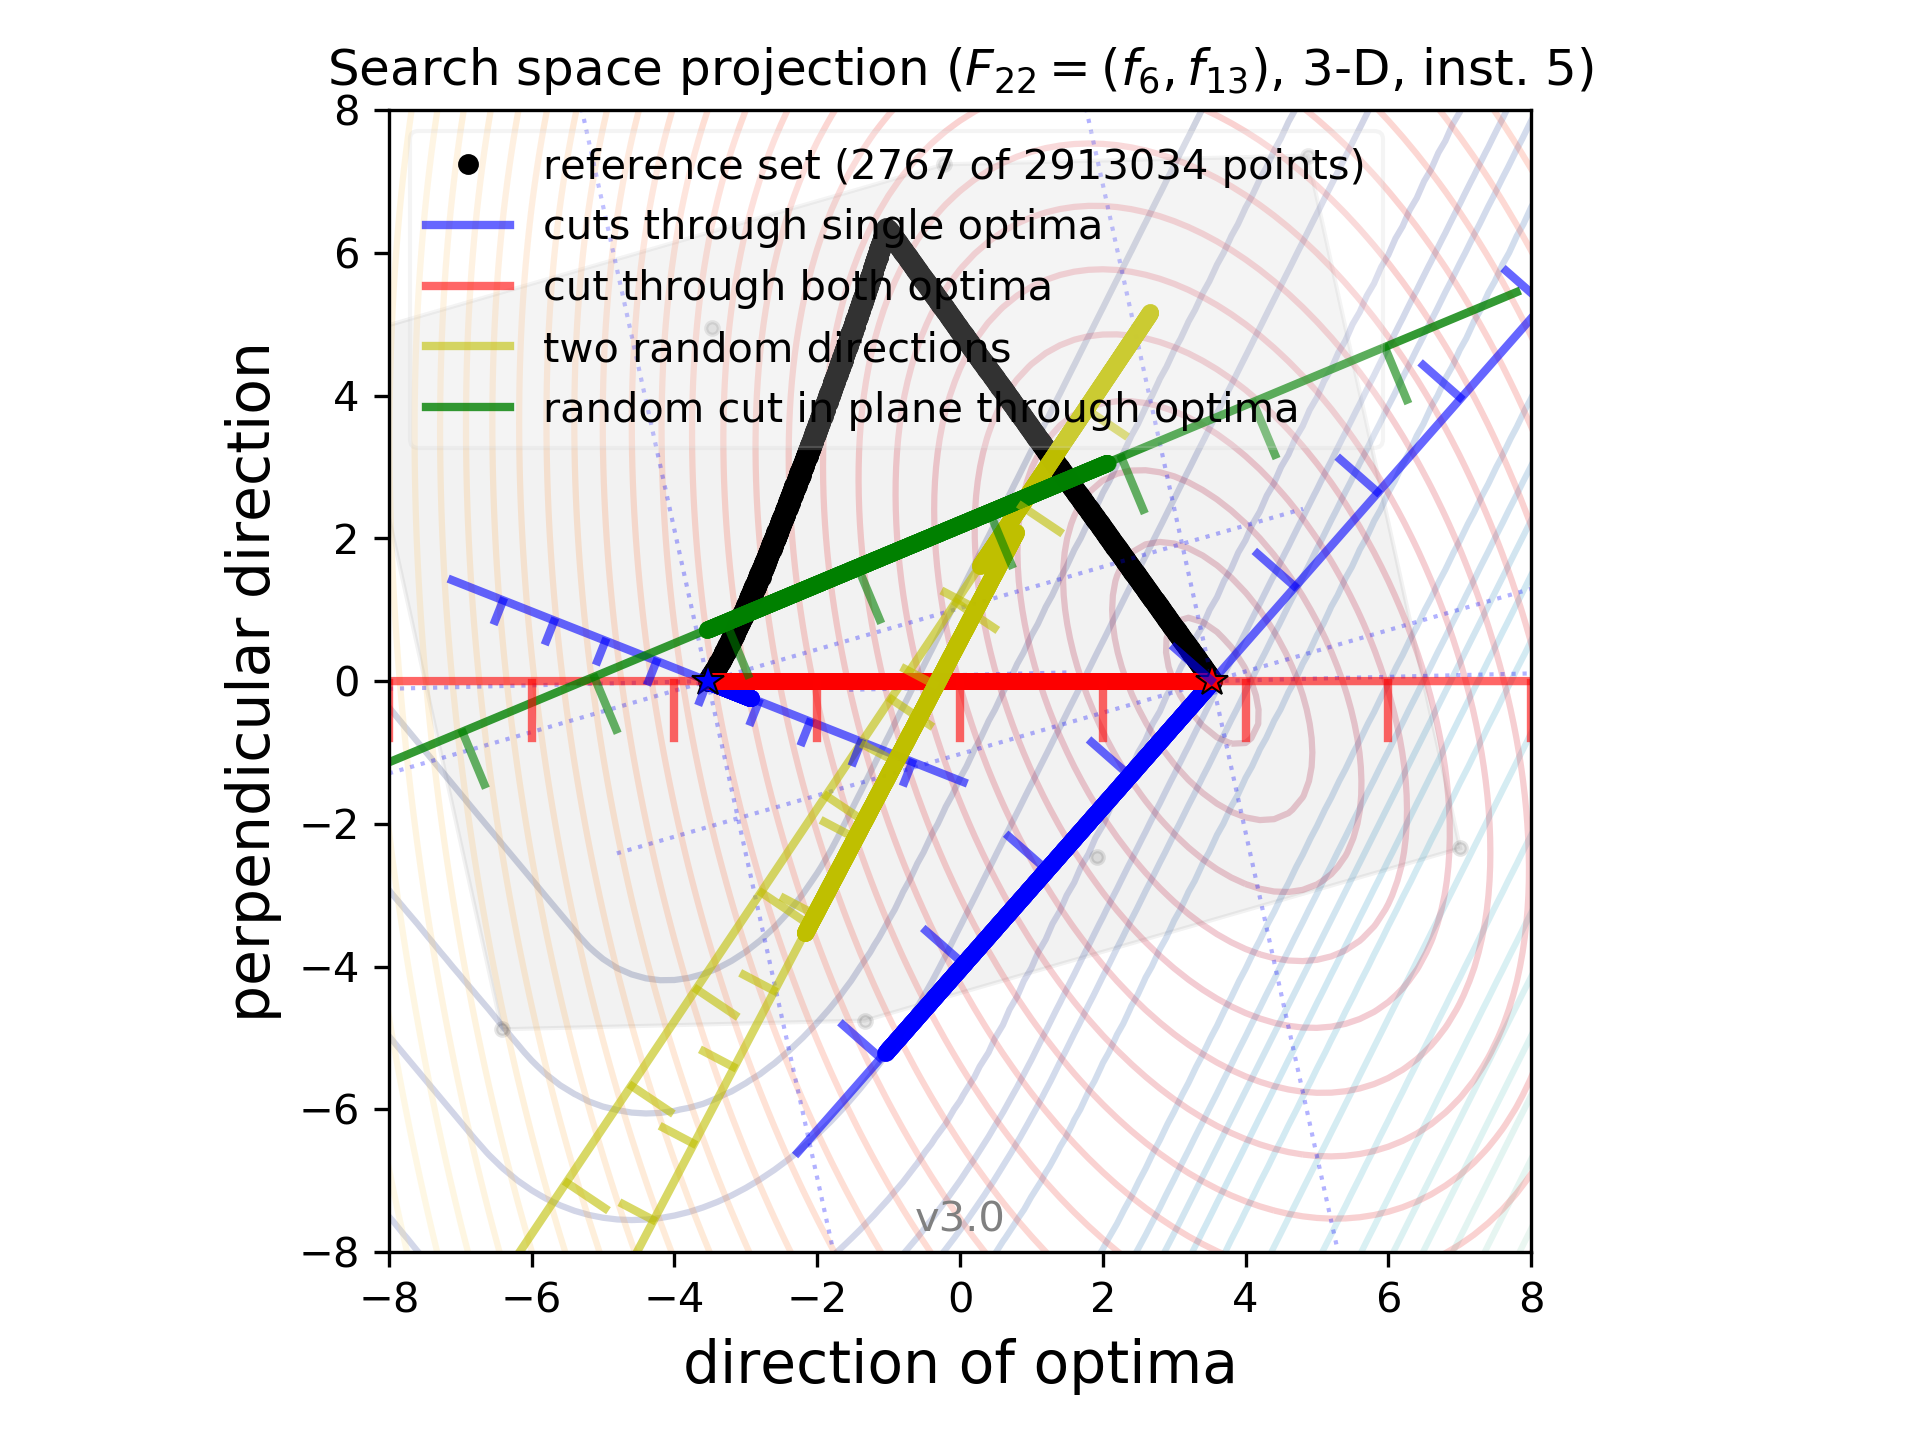 Search space projection (F₂₂ = (f₆, f₁₃), 3-D, inst. 5)
reference set (2767 of 2913034 points)
cuts through single optima
cut through both optima
two random directions
random cut in plane through optima
8
6
4
2
0
−2
−4
−6
−8
perpendicular direction
v3.0
−8 −6 −4 −2 0 2 4 6 8
direction of optima